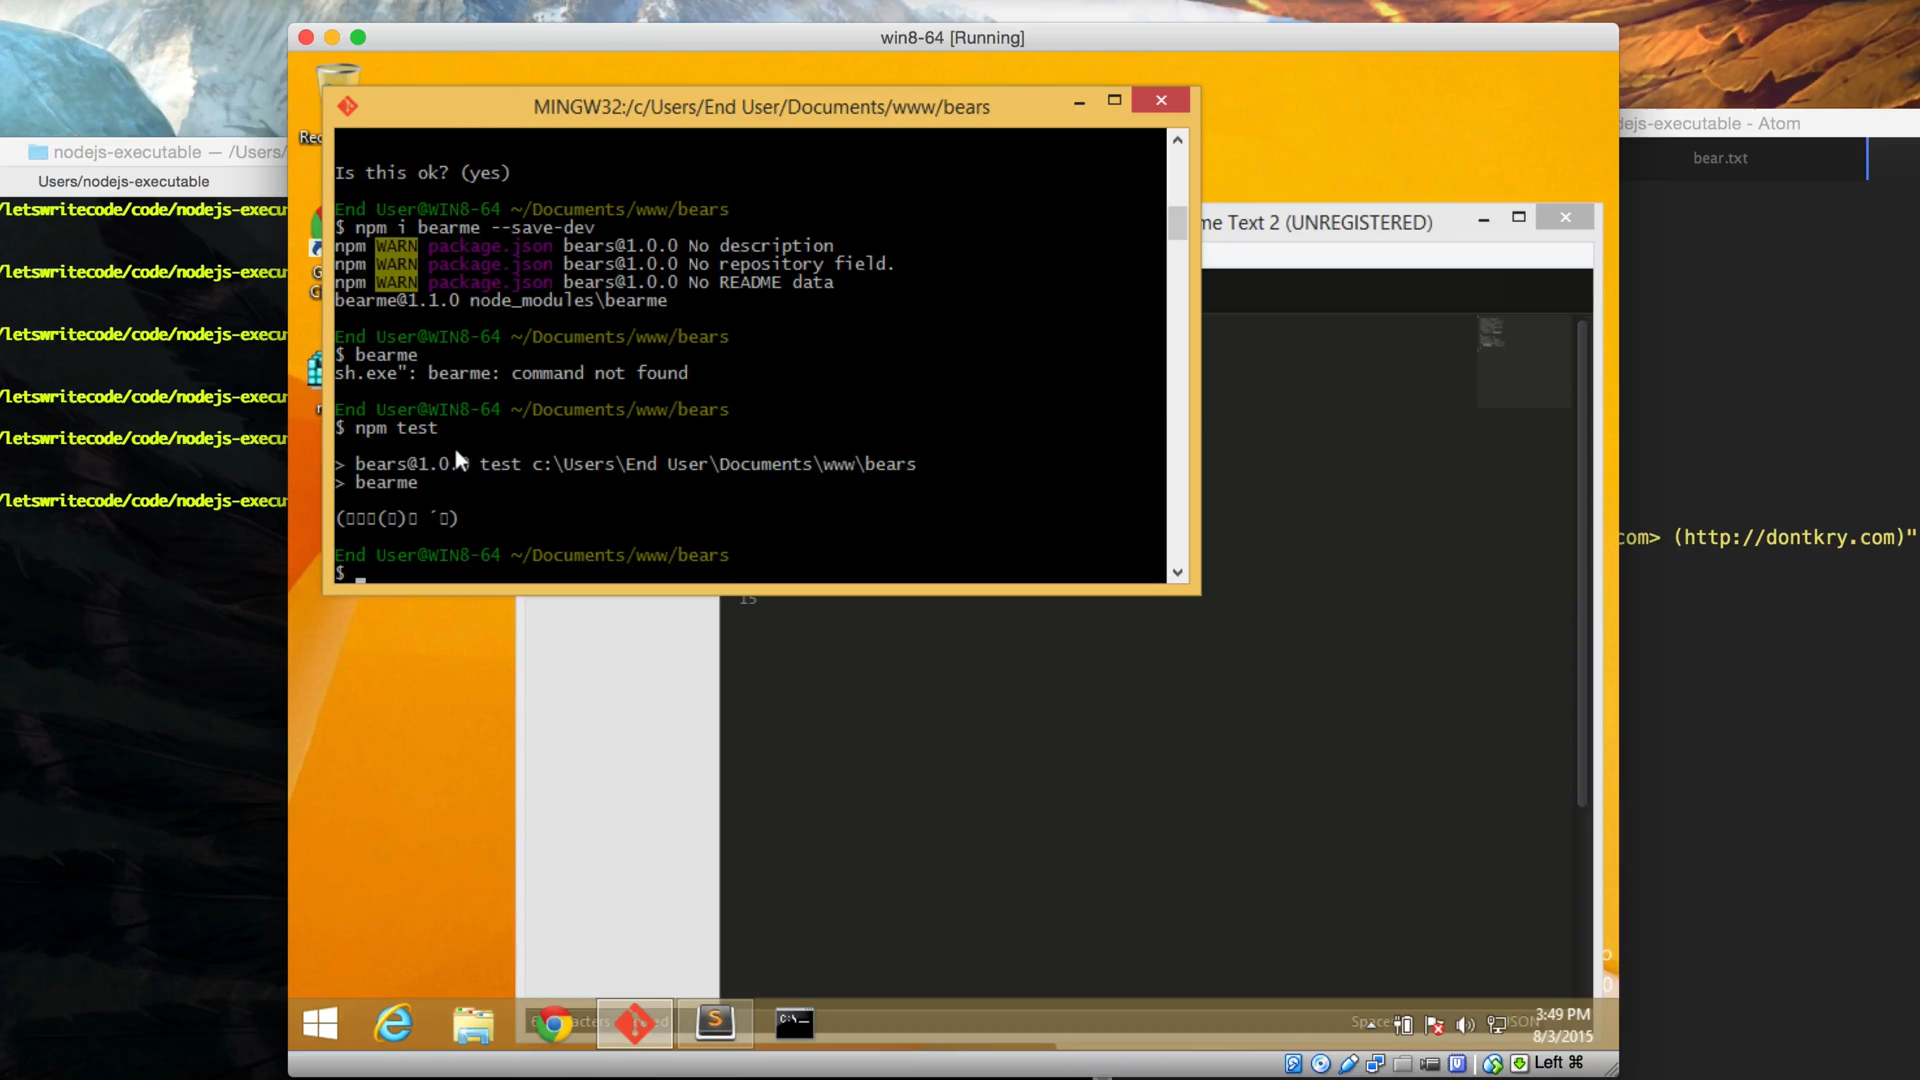 win8-64 [Running]
nodejs-executable — /Users/
Users/nodejs-executable
/letswritecode/code/nodejs-execu
/letswritecode/code/nodejs-execu
/letswritecode/code/nodejs-execu
/letswritecode/code/nodejs-execu
/letswritecode/code/nodejs-execu
/letswritecode/code/nodejs-execu
Rec
MINGW32:/c/Users/End User/Documents/www/bears
Is this ok? (yes)
End User@WIN8-64 ~/Documents/www/bears
$ npm i bearme --save-dev
npm WARN package.json bears@1.0.0 No description
npm WARN package.json bears@1.0.0 No repository field.
npm WARN package.json bears@1.0.0 No README data
bearme@1.1.0 node_modules\bearme
End User@WIN8-64 ~/Documents/www/bears
$ bearme
sh.exe": bearme: command not found
End User@WIN8-64 ~/Documents/www/bears
$ npm test
> bears@1.0.0 test c:\Users\End User\Documents\www\bears
> bearme
End User@WIN8-64 ~/Documents/www/bears
$
me Text 2 (UNREGISTERED)
15
dejs-executable - Atom
bear.txt
com> (http://dontkry.com)"
3:49 PM
8/3/2015
Left ⌘